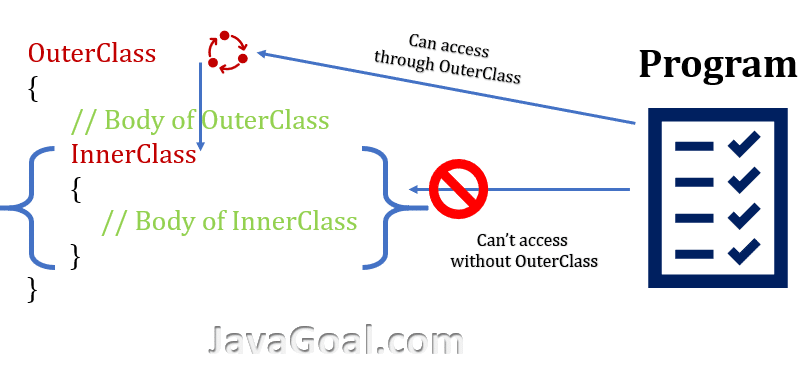 OuterClass
{
// Body of OuterClass
InnerClass
{
// Body of InnerClass
}
}
Can access
through OuterClass
Program
Can't access
without OuterClass
JavaGoal.com